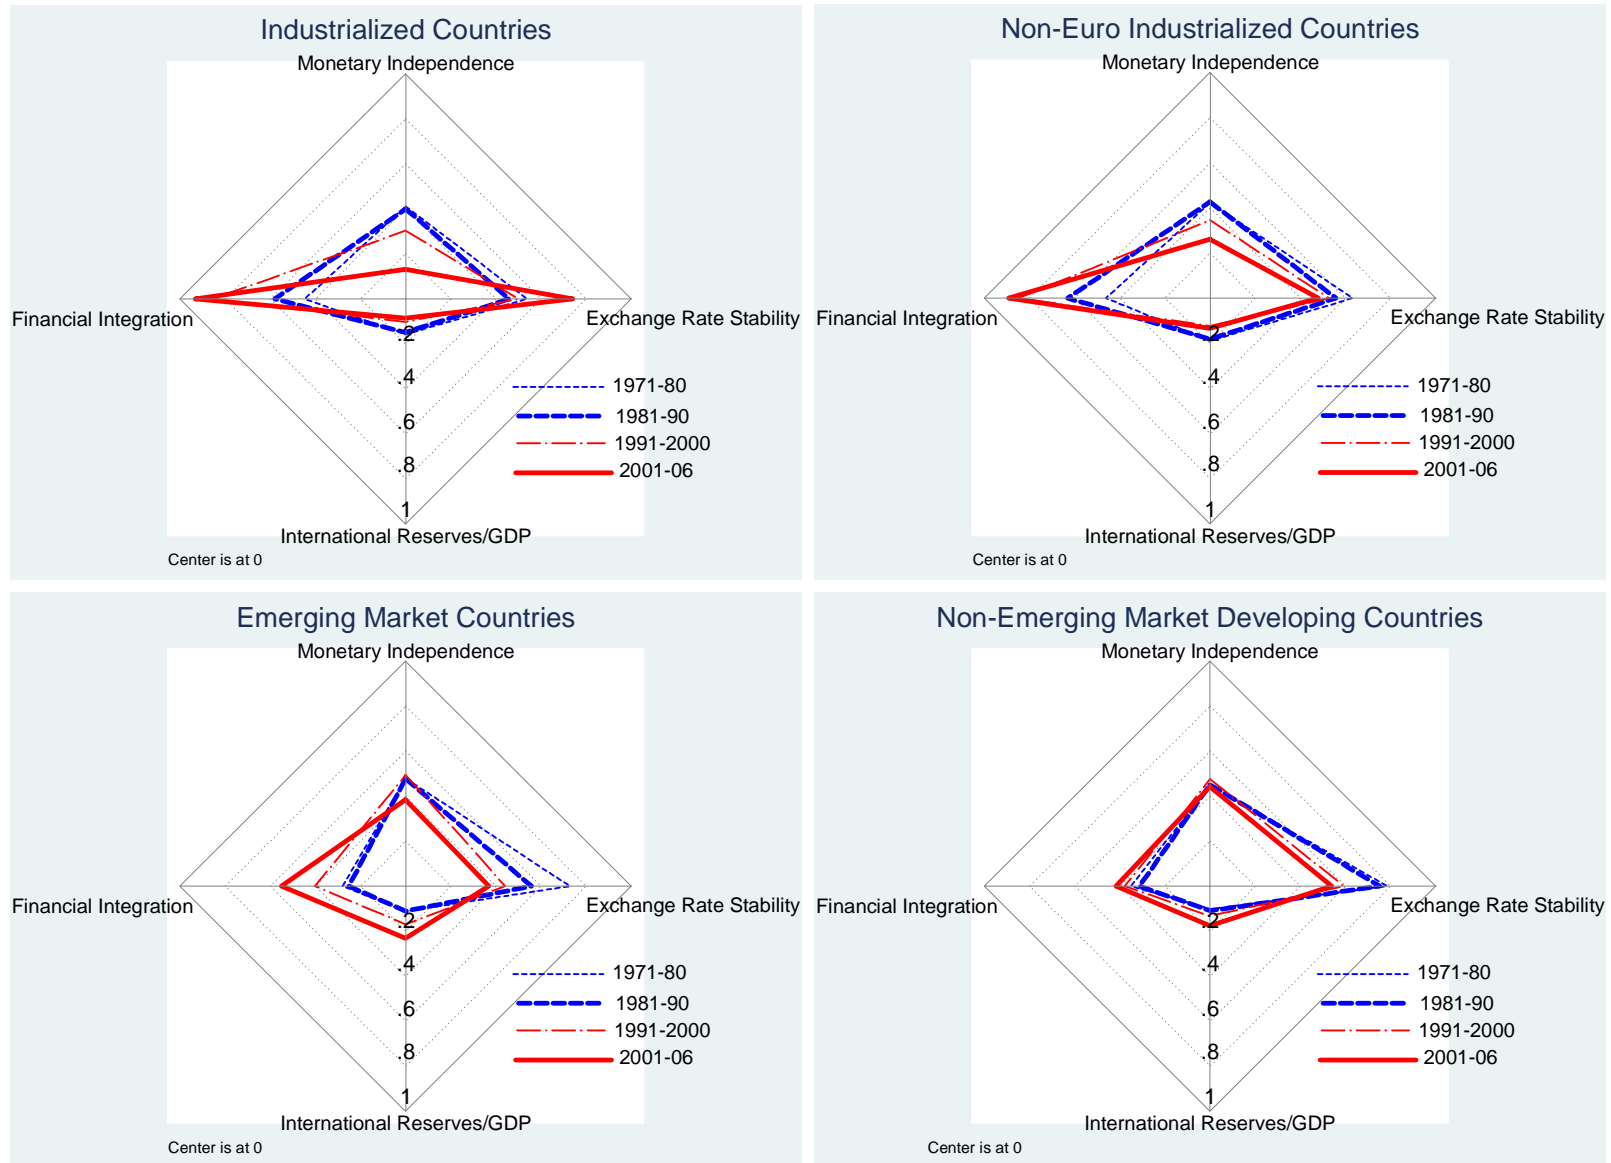 Industrialized Countries
Monetary Independence
Financial Integration
Exchange Rate Stability
.2
.4
.6
.8
1
1971-80
1981-90
1991-2000
2001-06
International Reserves/GDP
Center is at 0
Non-Euro Industrialized Countries
Monetary Independence
Financial Integration
Exchange Rate Stability
.2
.4
.6
.8
1
1971-80
1981-90
1991-2000
2001-06
International Reserves/GDP
Center is at 0
Emerging Market Countries
Monetary Independence
Financial Integration
Exchange Rate Stability
.2
.4
.6
.8
1
1971-80
1981-90
1991-2000
2001-06
International Reserves/GDP
Center is at 0
Non-Emerging Market Developing Countries
Monetary Independence
Financial Integration
Exchange Rate Stability
.2
.4
.6
.8
1
1971-80
1981-90
1991-2000
2001-06
International Reserves/GDP
Center is at 0